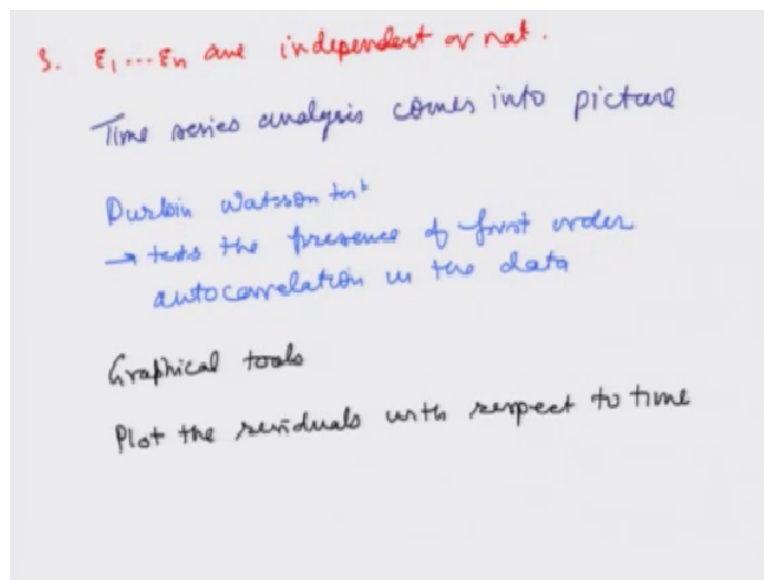 3. ε1...εn are independent or not.
Time series analysis comes into picture
Durbin Watson test
→ tests the presence of first order
autocorrelation in the data
Graphical tools
Plot the residuals with respect to time